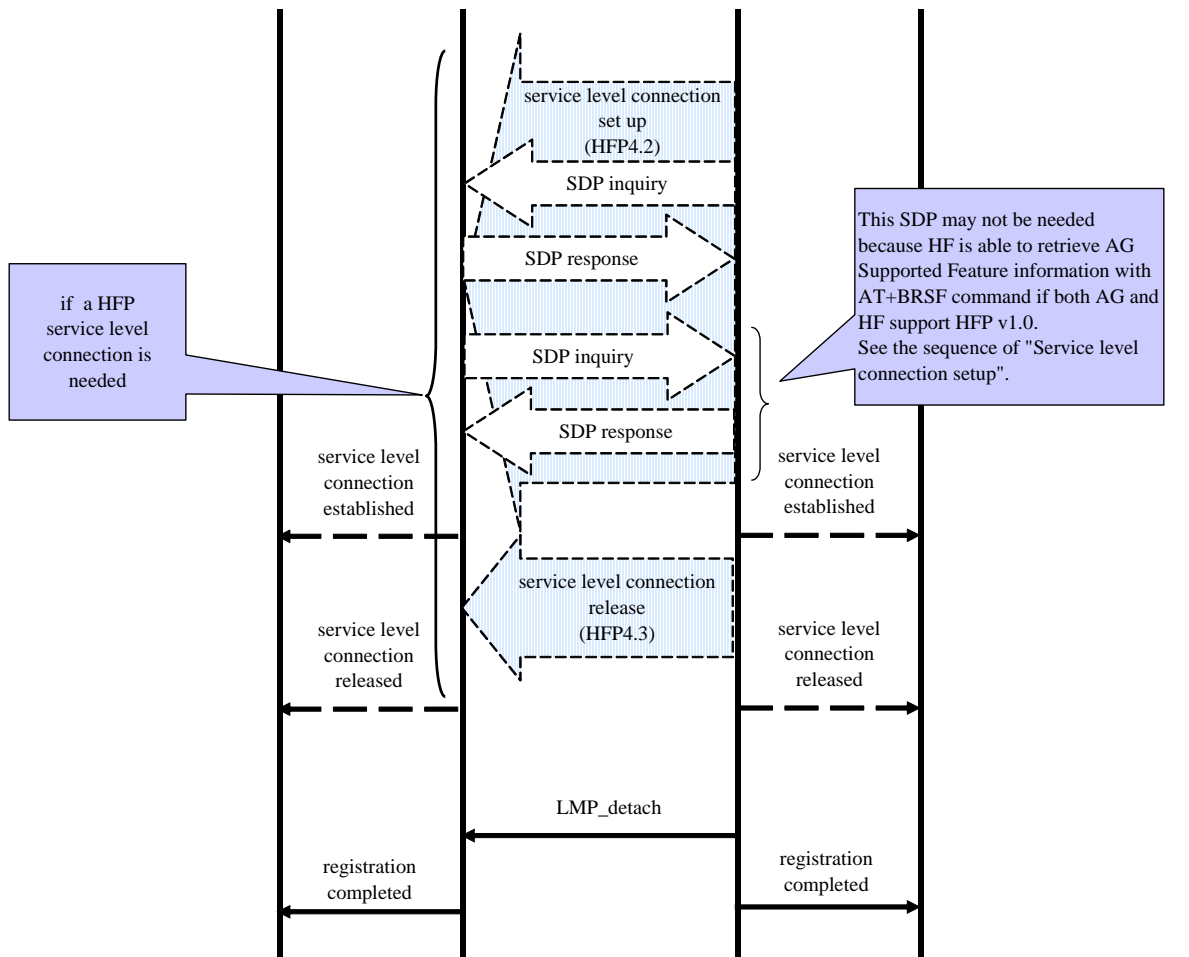 service level connection
set up
(HFP4.2)
SDP inquiry
SDP response
SDP inquiry
SDP response
if a HFP
service level
connection is
needed
This SDP may not be needed
because HF is able to retrieve AG
Supported Feature information with
AT+BRSF command if both AG and
HF support HFP v1.0.
See the sequence of "Service level
connection setup".
service level
connection
established
service level
connection
established
service level connection
release
(HFP4.3)
service level
connection
released
service level
connection
released
LMP_detach
registration
completed
registration
completed